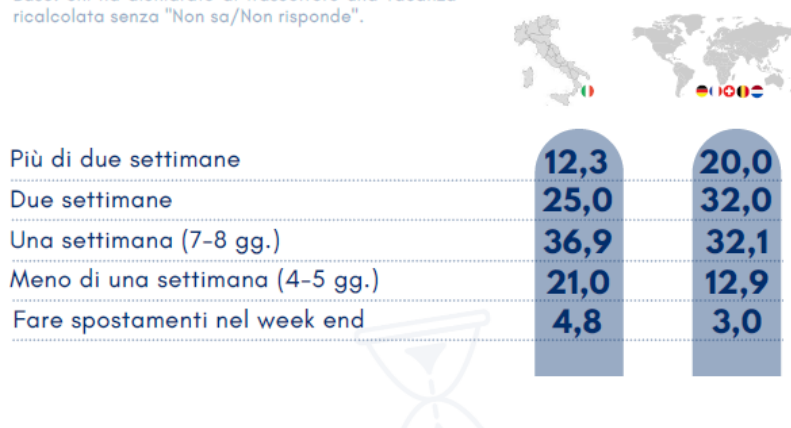 ricalcolata senza "Non sa/Non risponde".
Più di due settimane 12,3 20,0
Due settimane 25,0 32,0
Una settimana (7-8 gg.) 36,9 32,1
Meno di una settimana (4-5 gg.) 21,0 12,9
Fare spostamenti nel week end 4,8 3,0